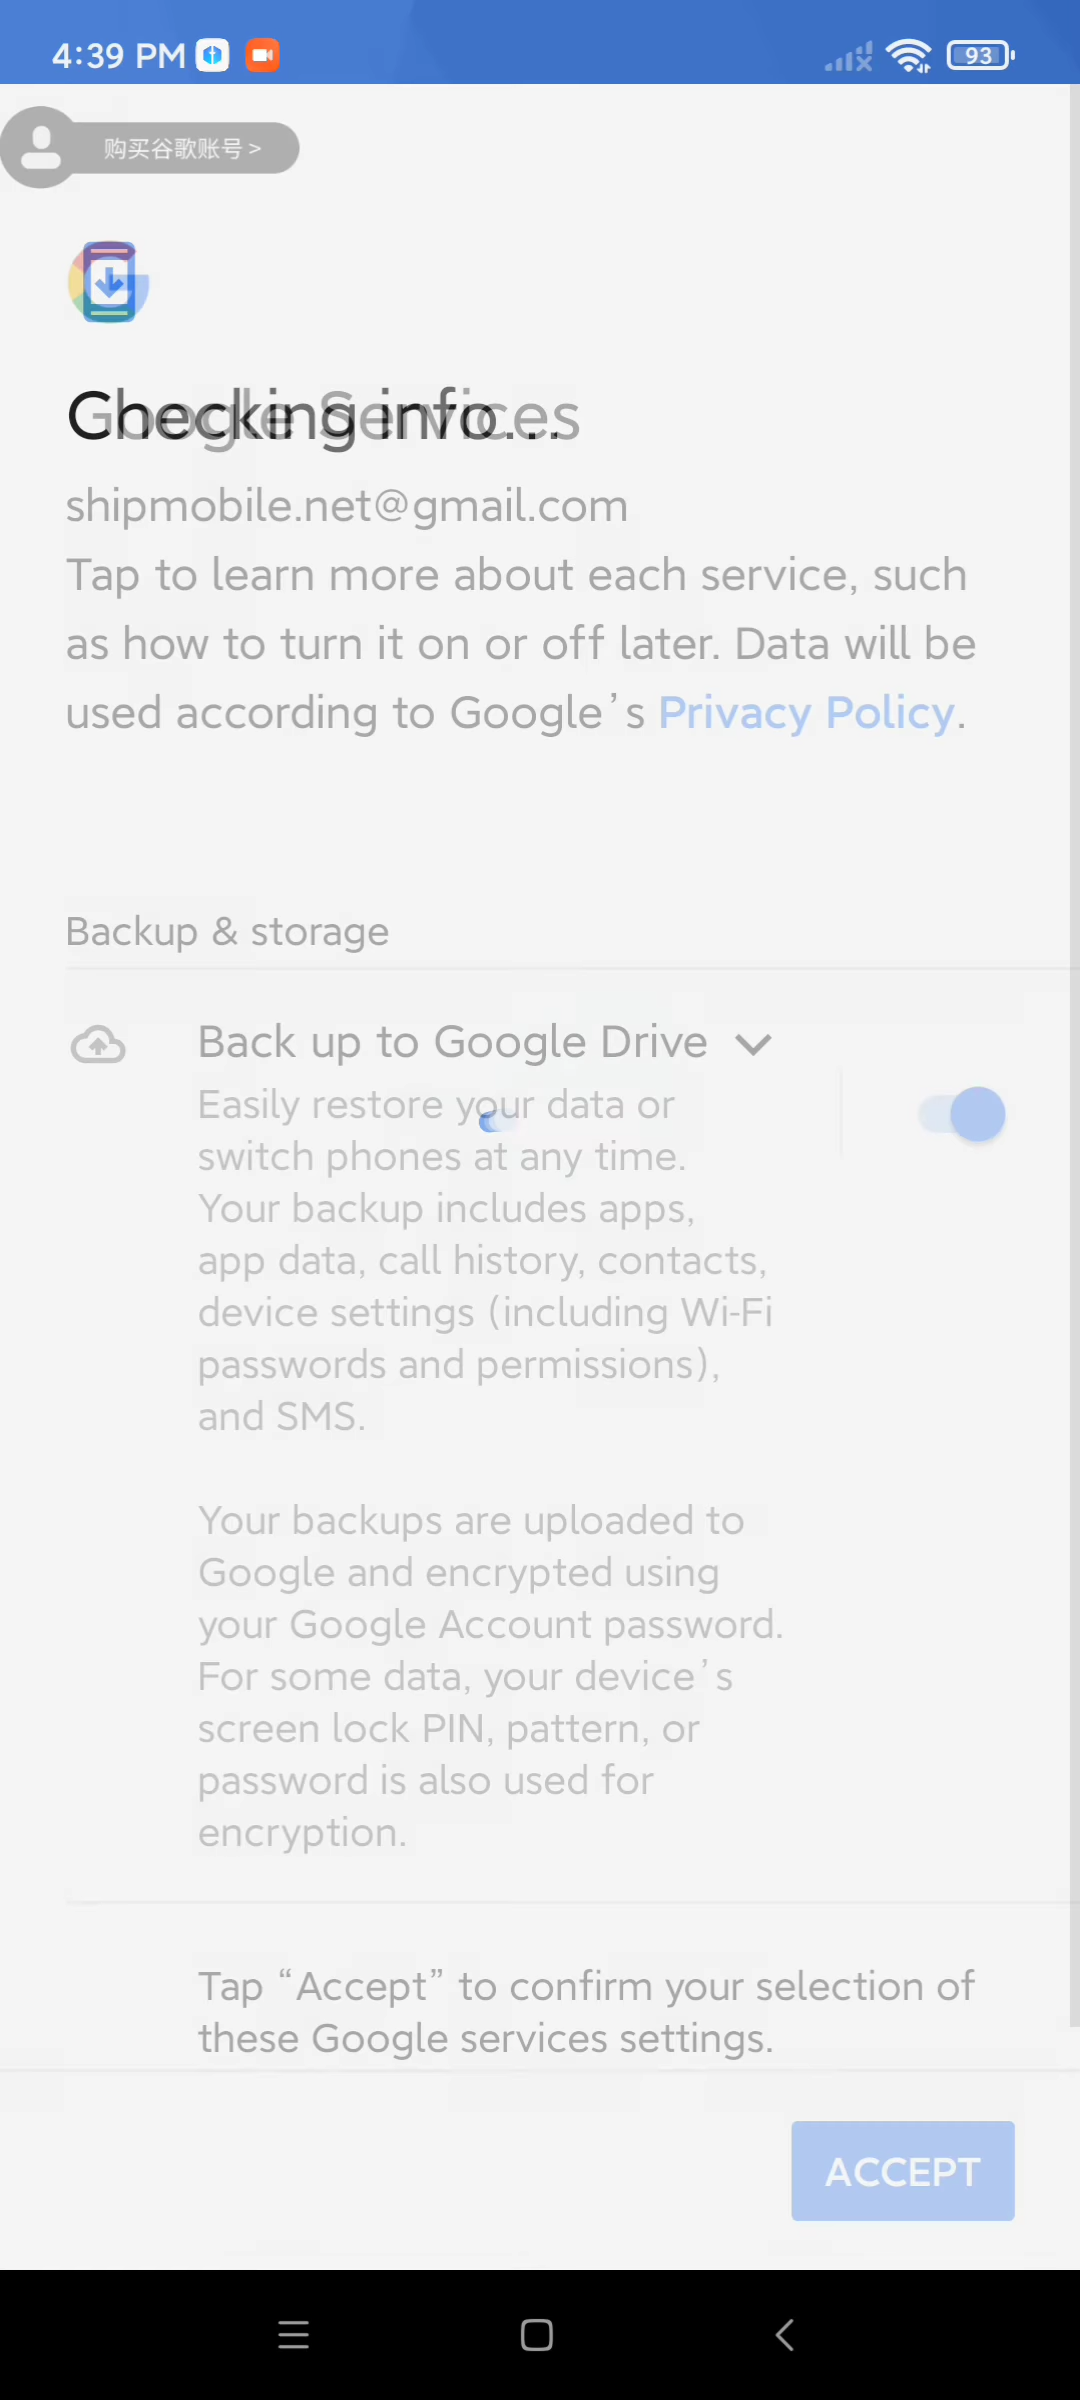 4:39 PM
93
购买谷歌账号 >
Checking info...
Google Services
shipmobile.net@gmail.com
Tap to learn more about each service, such
as how to turn it on or off later. Data will be
used according to Google’s Privacy Policy.
Backup & storage
Back up to Google Drive
Easily restore your data or
switch phones at any time.
Your backup includes apps,
app data, call history, contacts,
device settings (including Wi-Fi
passwords and permissions),
and SMS.
Your backups are uploaded to
Google and encrypted using
your Google Account password.
For some data, your device’s
screen lock PIN, pattern, or
password is also used for
encryption.
Tap “Accept” to confirm your selection of
these Google services settings.
ACCEPT